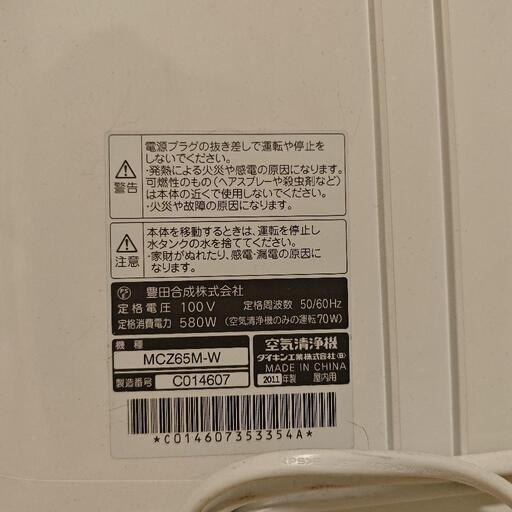 電源プラグの抜き差しで運転や停止を
しないでください。
・発熱による火災や感電の原因になります。
可燃性のもの(ヘアスプレーや殺虫剤など)
は本体の近くで使用しないでください。
・火災や故障の原因になります。
警告
本体を移動するときは、運転を停止し
水タンクの水を捨ててください。
・家財がぬれたり、感電・漏電の原因に
なります。
注意
豊田合成株式会社
定格電圧 100V 定格周波数 50/60Hz
定格消費電力 580W (空気清浄機のみの運転70W)
機種 MCZ65M-W
製造番号 C014607
空気清浄機
ダイキン工業株式会社
MADE IN CHINA
2011年製 屋内用
*C014607353354A*